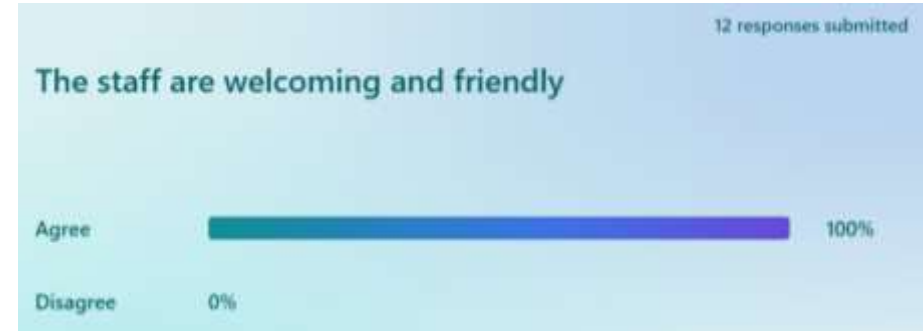 12 responses submitted
The staff are welcoming and friendly
Agree 100%
Disagree 0%